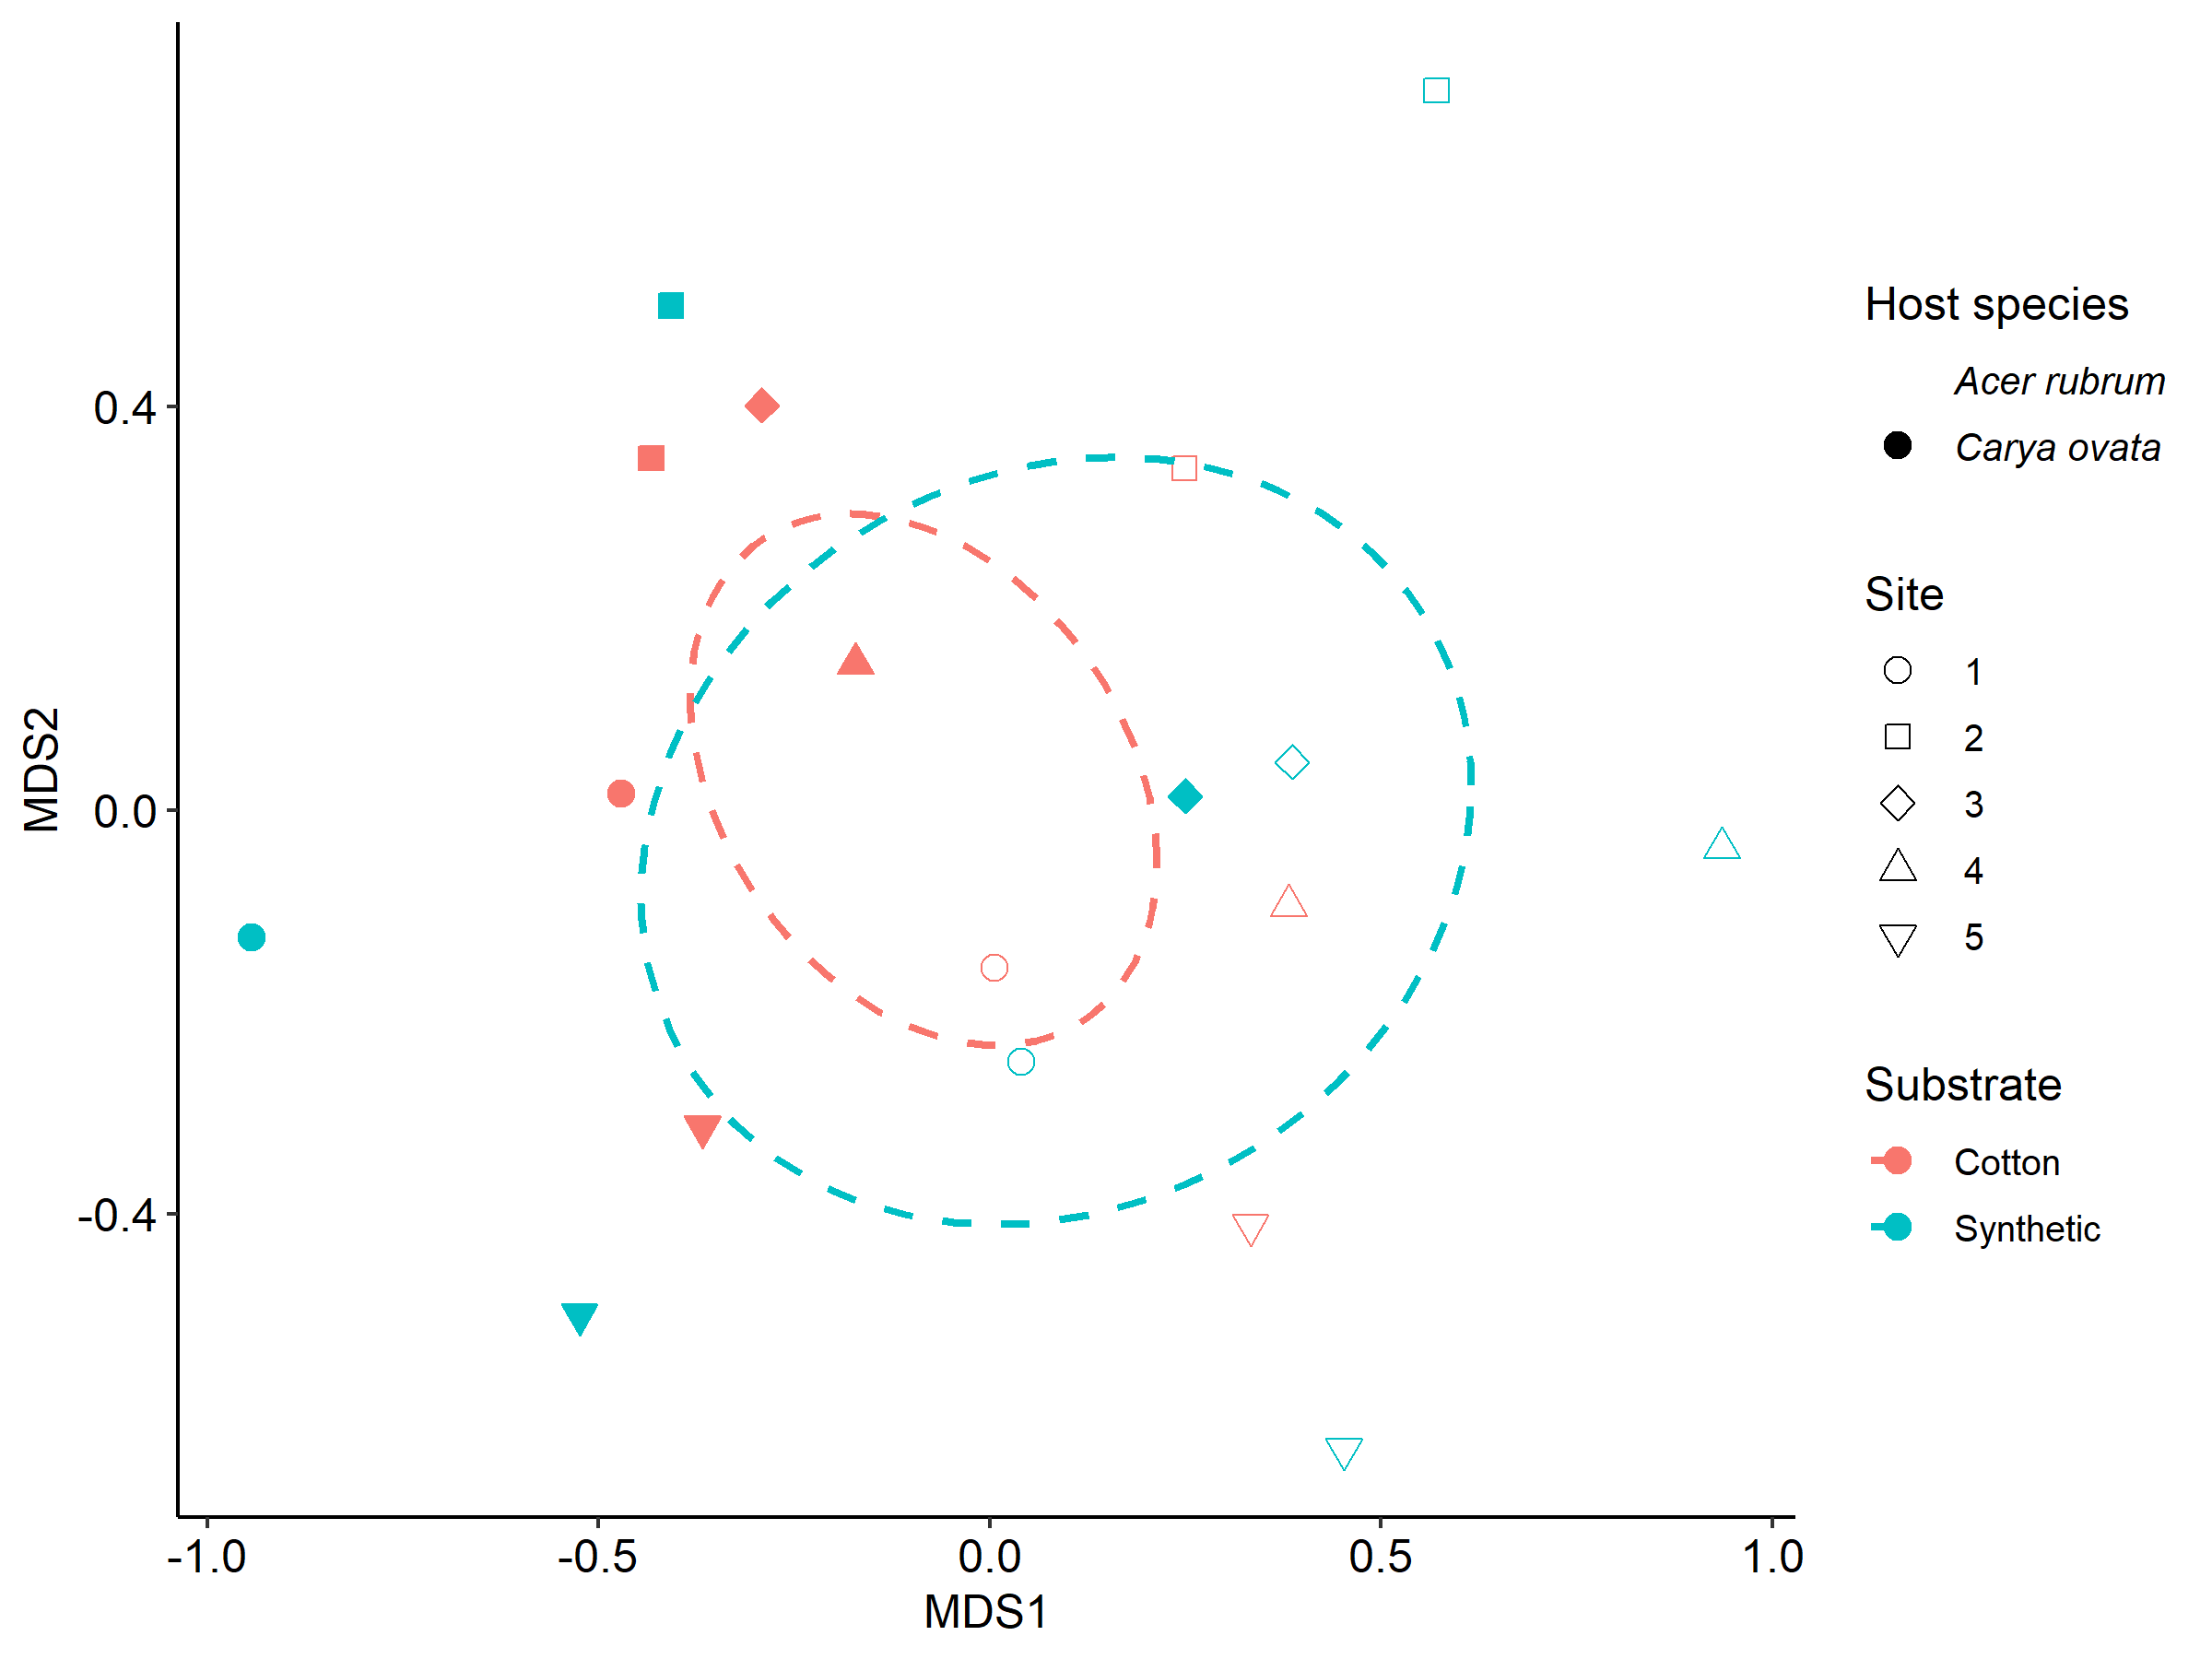 MDS2
0.4
0.0
-0.4
-1.0
-0.5
0.0
0.5
1.0
MDS1
Host species
Acer rubrum
Carya ovata
Site
1
2
3
4
5
Substrate
Cotton
Synthetic